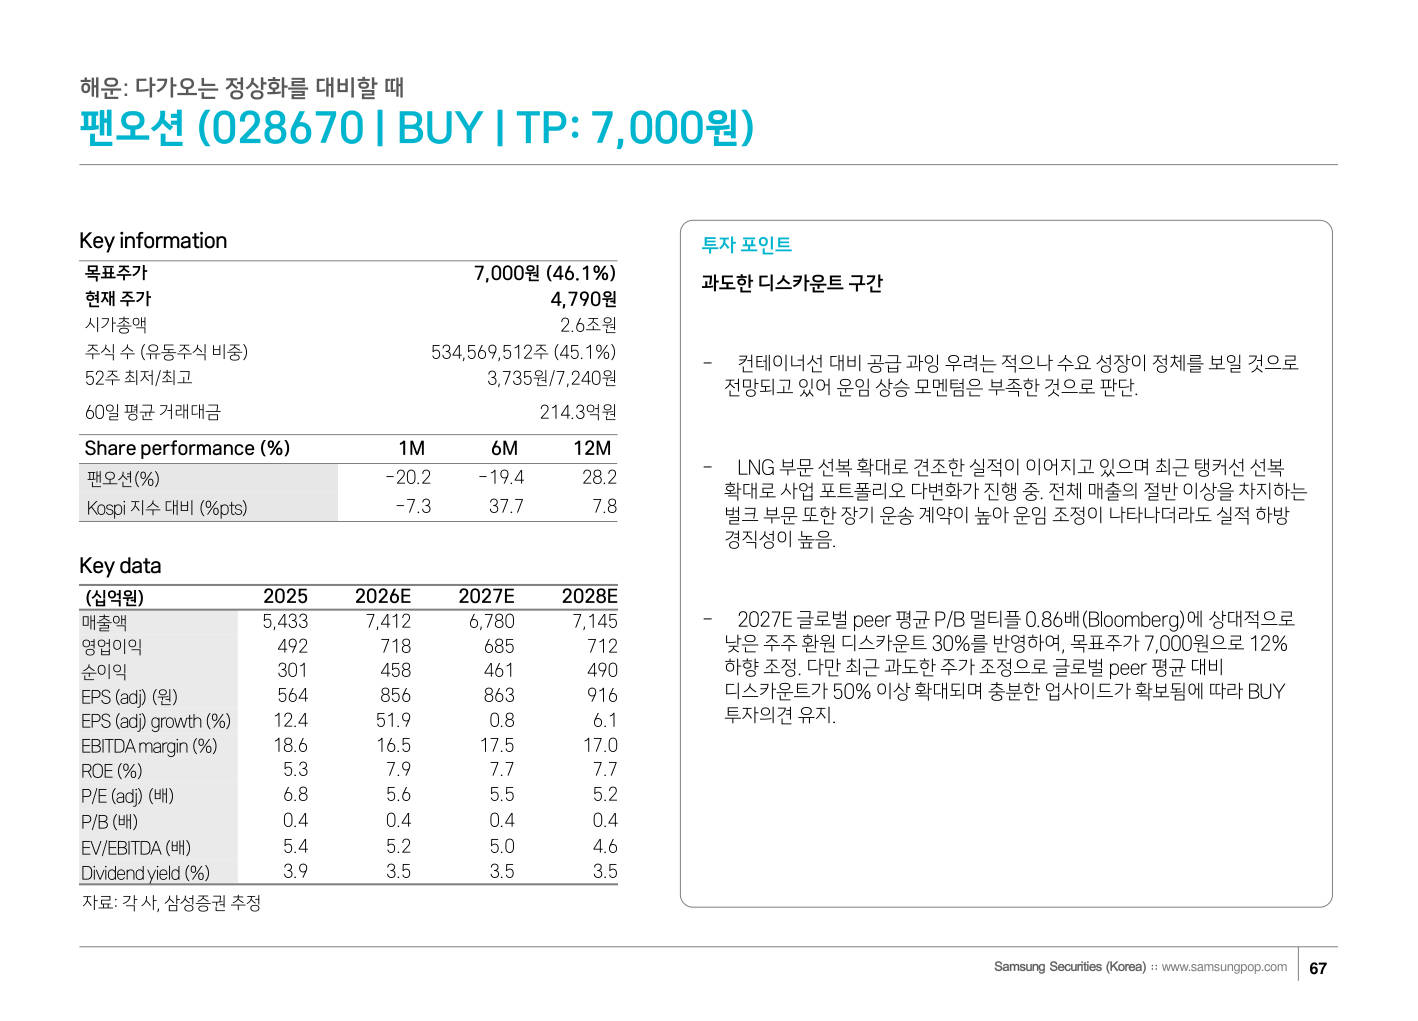 해운: 다가오는 정상화를 대비할 때
팬오션 (028670 | BUY | TP: 7,000원)
Key information
목표주가 7,000원 (46.1%)
현재 주가 4,790원
시가총액 2.6조원
주식 수 (유동주식 비중) 534,569,512주 (45.1%)
52주 최저/최고 3,735원/7,240원
60일 평균 거래대금 214.3억원
Share performance (%) 1M 6M 12M
팬오션(%) -20.2 -19.4 28.2
Kospi 지수 대비 (%pts) -7.3 37.7 7.8
Key data
(십억원) 2025 2026E 2027E 2028E
매출액 5,433 7,412 6,780 7,145
영업이익 492 718 685 712
순이익 301 458 461 490
EPS (adj) (원) 564 856 863 916
EPS (adj) growth (%) 12.4 51.9 0.8 6.1
EBITDA margin (%) 18.6 16.5 17.5 17.0
ROE (%) 5.3 7.9 7.7 7.7
P/E (adj) (배) 6.8 5.6 5.5 5.2
P/B (배) 0.4 0.4 0.4 0.4
EV/EBITDA (배) 5.4 5.2 5.0 4.6
Dividend yield (%) 3.9 3.5 3.5 3.5
자료: 각 사, 삼성증권 추정
투자 포인트
과도한 디스카운트 구간
- 컨테이너선 대비 공급 과잉 우려는 적으나 수요 성장이 정체를 보일 것으로
전망되고 있어 운임 상승 모멘텀은 부족한 것으로 판단.
- LNG 부문 선복 확대로 견조한 실적이 이어지고 있으며 최근 탱커선 선복
확대로 사업 포트폴리오 다변화가 진행 중. 전체 매출의 절반 이상을 차지하는
벌크 부문 또한 장기 운송 계약이 높아 운임 조정이 나타나더라도 실적 하방
경직성이 높음.
- 2027E 글로벌 peer 평균 P/B 멀티플 0.86배(Bloomberg)에 상대적으로
낮은 주주 환원 디스카운트 30%를 반영하여, 목표주가 7,000원으로 12%
하향 조정. 다만 최근 과도한 주가 조정으로 글로벌 peer 평균 대비
디스카운트가 50% 이상 확대되며 충분한 업사이드가 확보됨에 따라 BUY
투자의견 유지.
Samsung Securities (Korea) :: www.samsungpop.com 67